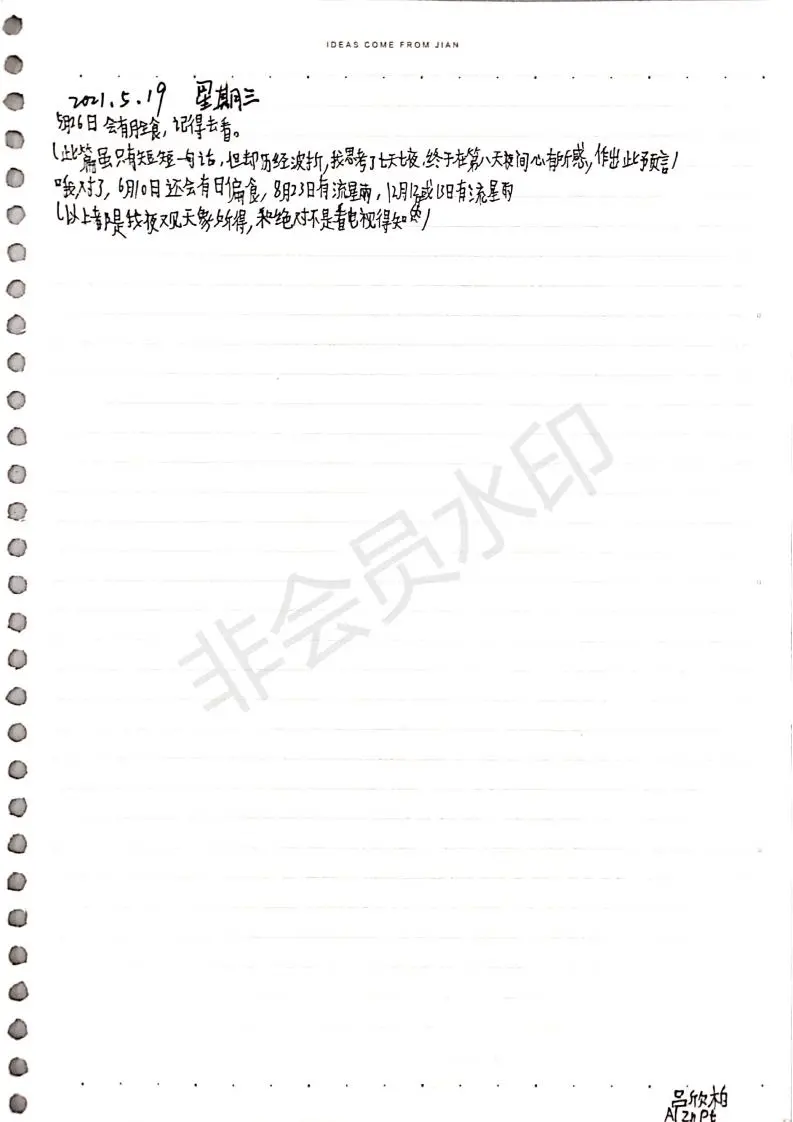 IDEAS COME FROM JIAN
2021.5.19 星期三
5月26日会有月全食，记得去看。
(此篇虽只有短短一句话，但却历经波折，我思考了七天七夜，终于在第八天夜间心有所感，作出此预言)
哦对了，6月10日还会有日偏食，8月23日有流星雨，12月12或13日有流星雨
(以上都是我夜观天象所得，和绝对不是看电视得知的)
非会员水印
吕欣柏
AlZnPt